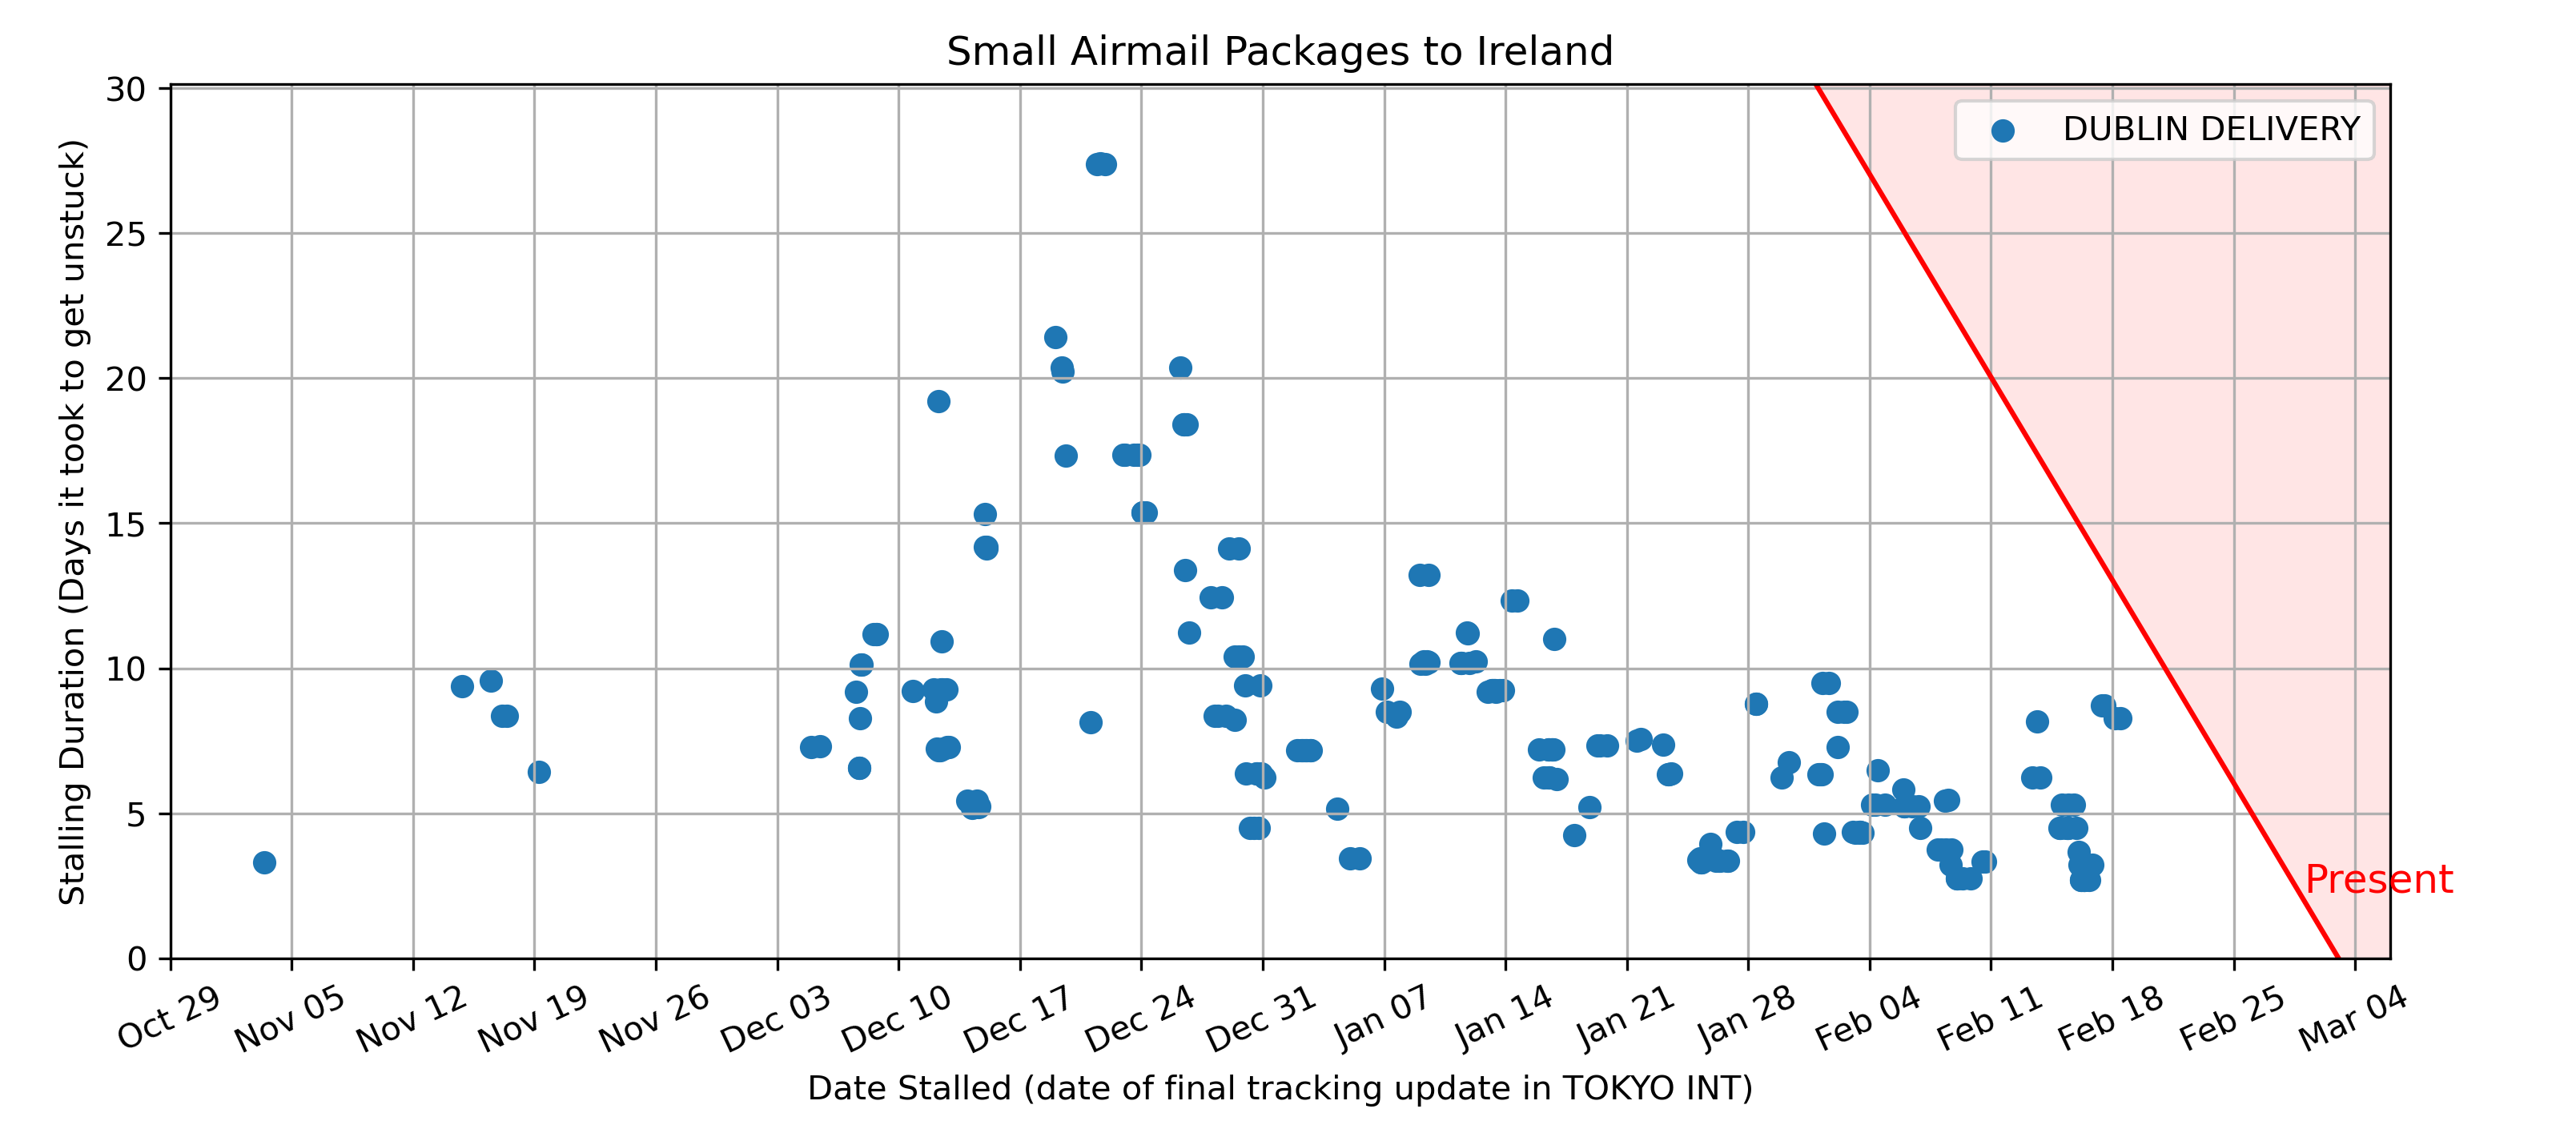 Small Airmail Packages to Ireland
DUBLIN DELIVERY
Present
Stalling Duration (Days it took to get unstuck)
30
25
20
15
10
5
0
Oct 29 Nov 05 Nov 12 Nov 19 Nov 26 Dec 03 Dec 10 Dec 17 Dec 24 Dec 31 Jan 07 Jan 14 Jan 21 Jan 28 Feb 04 Feb 11 Feb 18 Feb 25 Mar 04
Date Stalled (date of final tracking update in TOKYO INT)